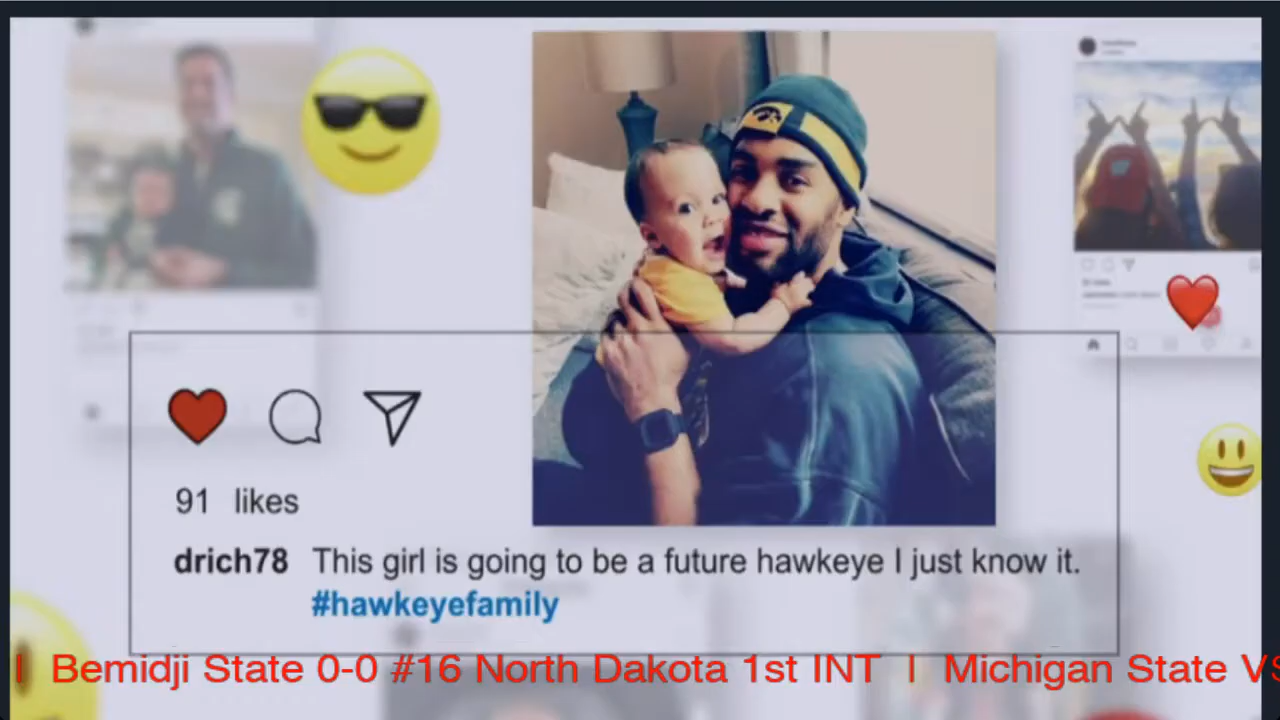 91 likes
drich78 This girl is going to be a future hawkeye I just know it.
#hawkeyefamily
| Bemidji State 0-0 #16 North Dakota 1st INT | Michigan State VS